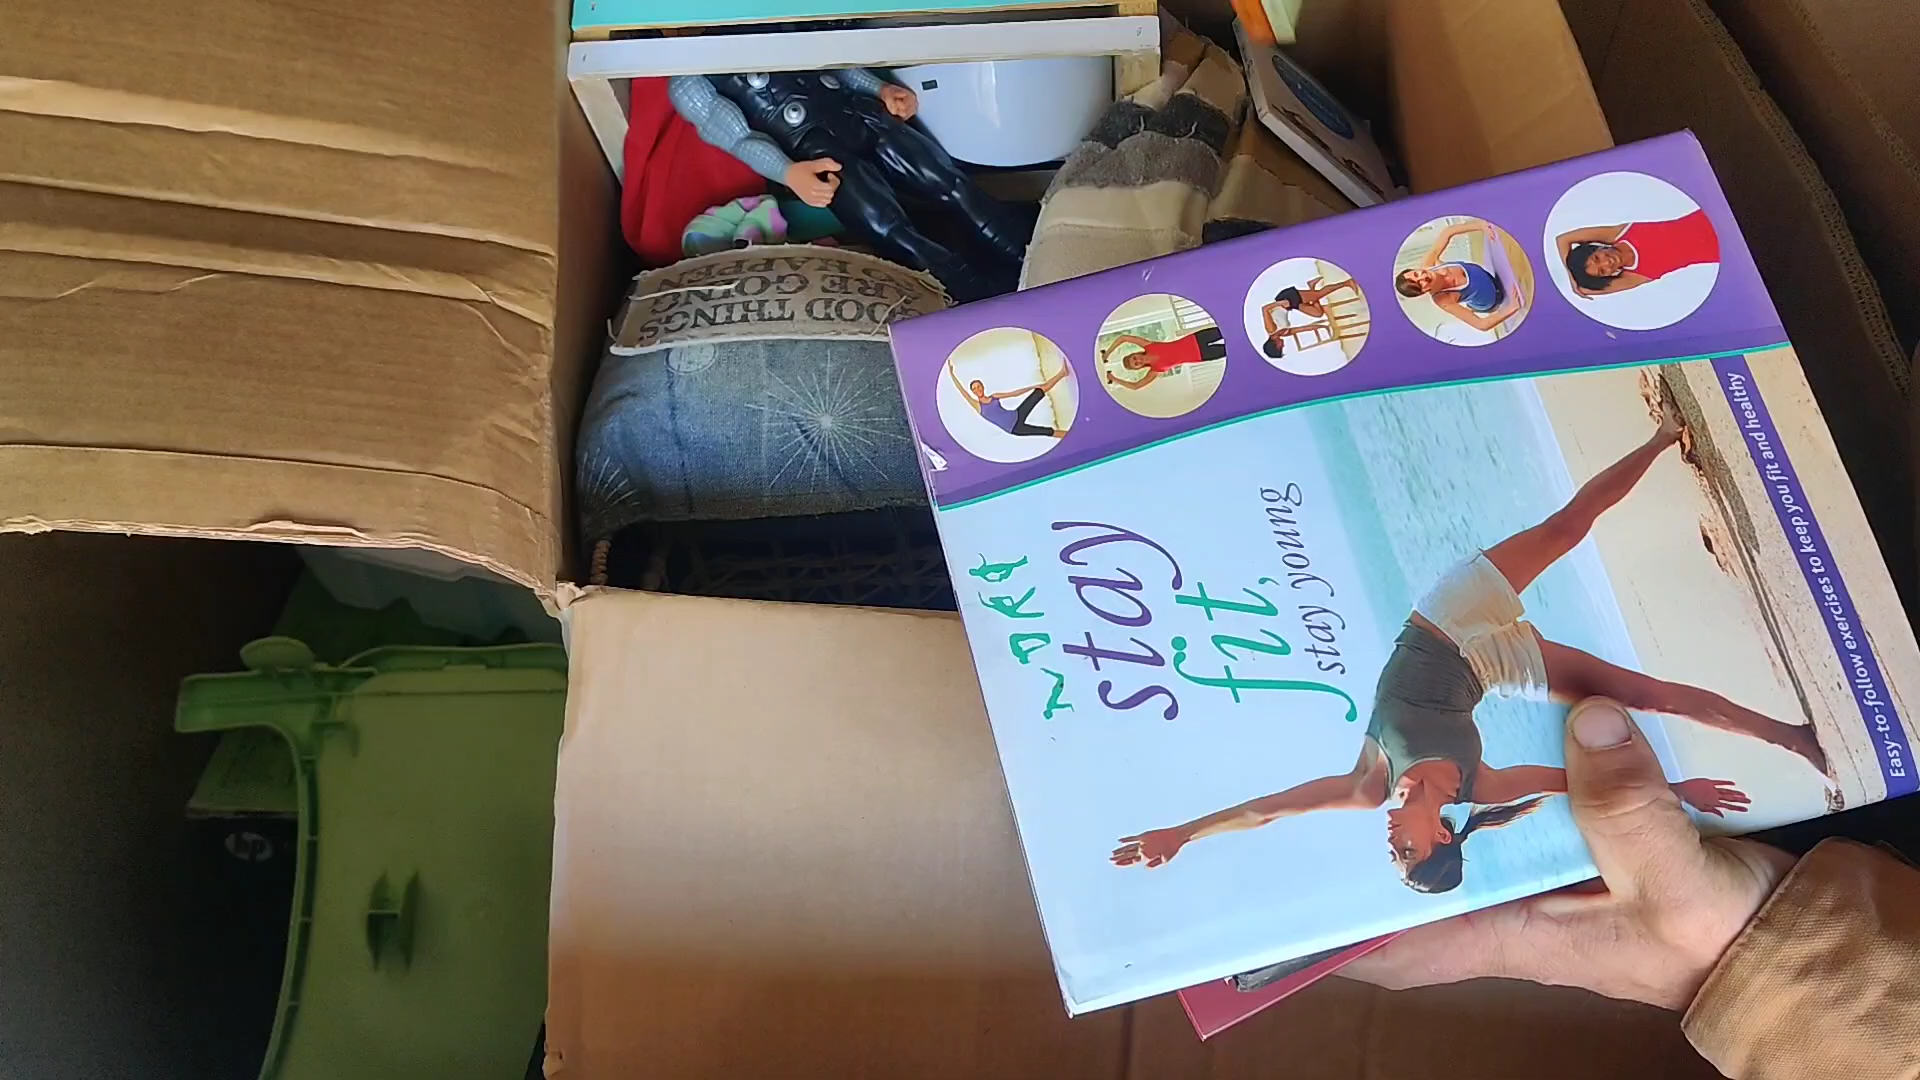 stay
fit,
stay young
Easy-to-follow exercises to keep you fit and healthy
GOOD THINGS
ARE GOING
TO HAPPEN
hp